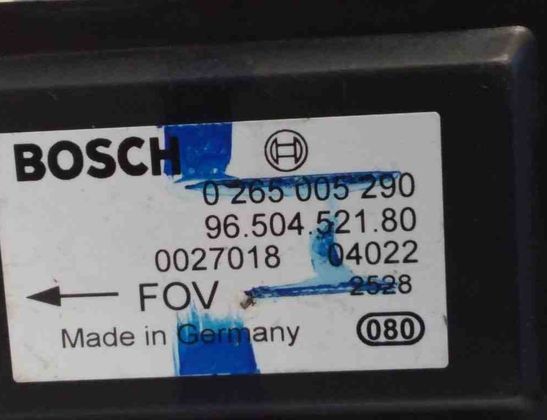 BOSCH
0 265 005 290
96.504.521.80
0027018 04022
FOV 2528
Made in Germany 080